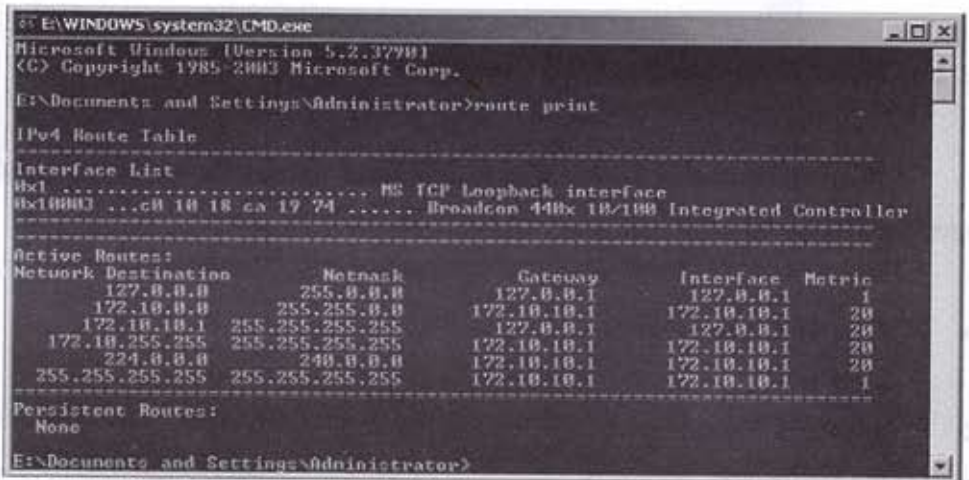 E:\WINDOWS\system32\CMD.exe
Microsoft Windows [Version 5.2.3790]
(C) Copyright 1985-2003 Microsoft Corp.
E:\Documents and Settings\Administrator>route print
IPv4 Route Table
Interface List
0x1 ........................... MS TCP Loopback interface
0x10003 ...c0 10 18 ca 19 74 ...... Broadcom 440x 10/100 Integrated Controller
Active Routes:
Network Destination Netmask Gateway Interface Metric
127.0.0.0 255.0.0.0 127.0.0.1 127.0.0.1 1
172.10.0.0 255.255.0.0 172.10.10.1 172.10.10.1 20
172.10.10.1 255.255.255.255 127.0.0.1 127.0.0.1 20
172.10.255.255 255.255.255.255 172.10.10.1 172.10.10.1 20
224.0.0.0 240.0.0.0 172.10.10.1 172.10.10.1 20
255.255.255.255 255.255.255.255 172.10.10.1 172.10.10.1 1
Persistent Routes:
None
E:\Documents and Settings\Administrator>